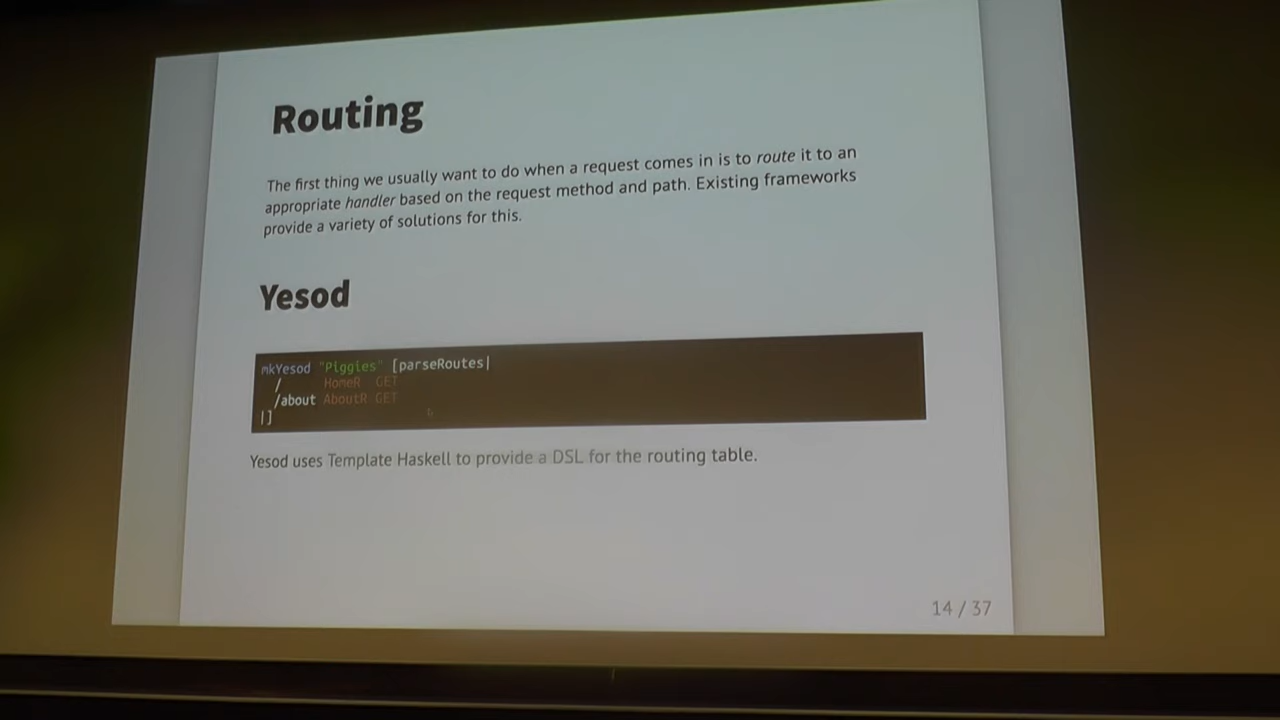 Routing
The first thing we usually want to do when a request comes in is to route it to an
appropriate handler based on the request method and path. Existing frameworks
provide a variety of solutions for this.
Yesod
mkYesod "Piggies" [parseRoutes|
/ HomeR GET
/about AboutR GET
|]
Yesod uses Template Haskell to provide a DSL for the routing table.
14 / 37